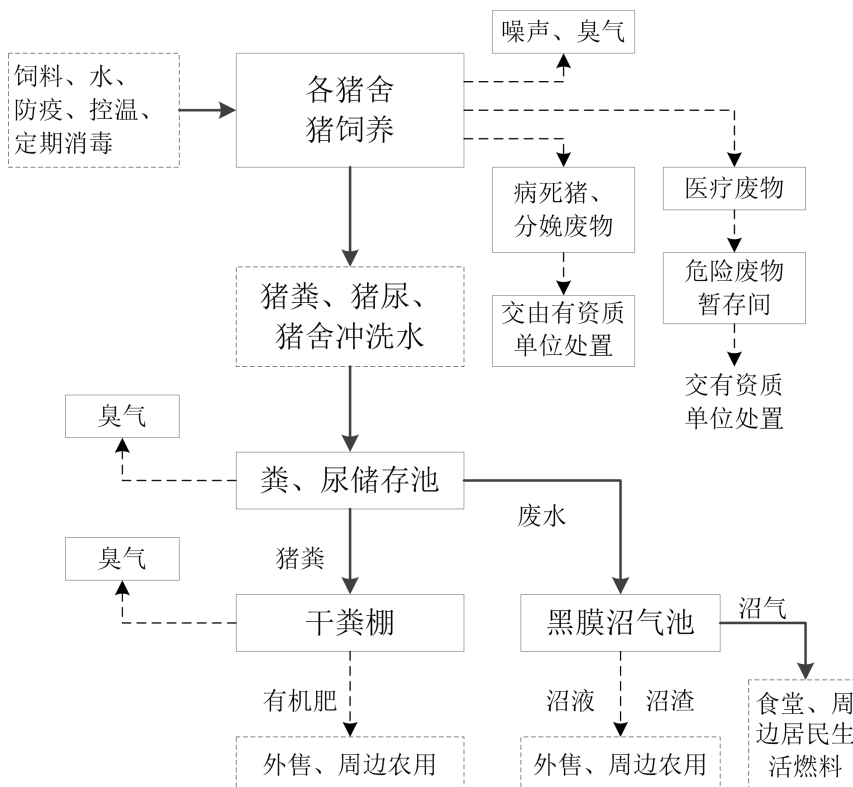 噪声、臭气
饲料、水、
防疫、控温、
定期消毒
各猪舍
猪饲养
病死猪、
分娩废物
医疗废物
危险废物
暂存间
交由有资质
单位处置
交有资质
单位处置
猪粪、猪尿、
猪舍冲洗水
臭气
粪、尿储存池
废水
猪粪
臭气
干粪棚
黑膜沼气池
沼气
有机肥
沼液
沼渣
外售、周边农用
外售、周边农用
食堂、周
边居民生
活燃料